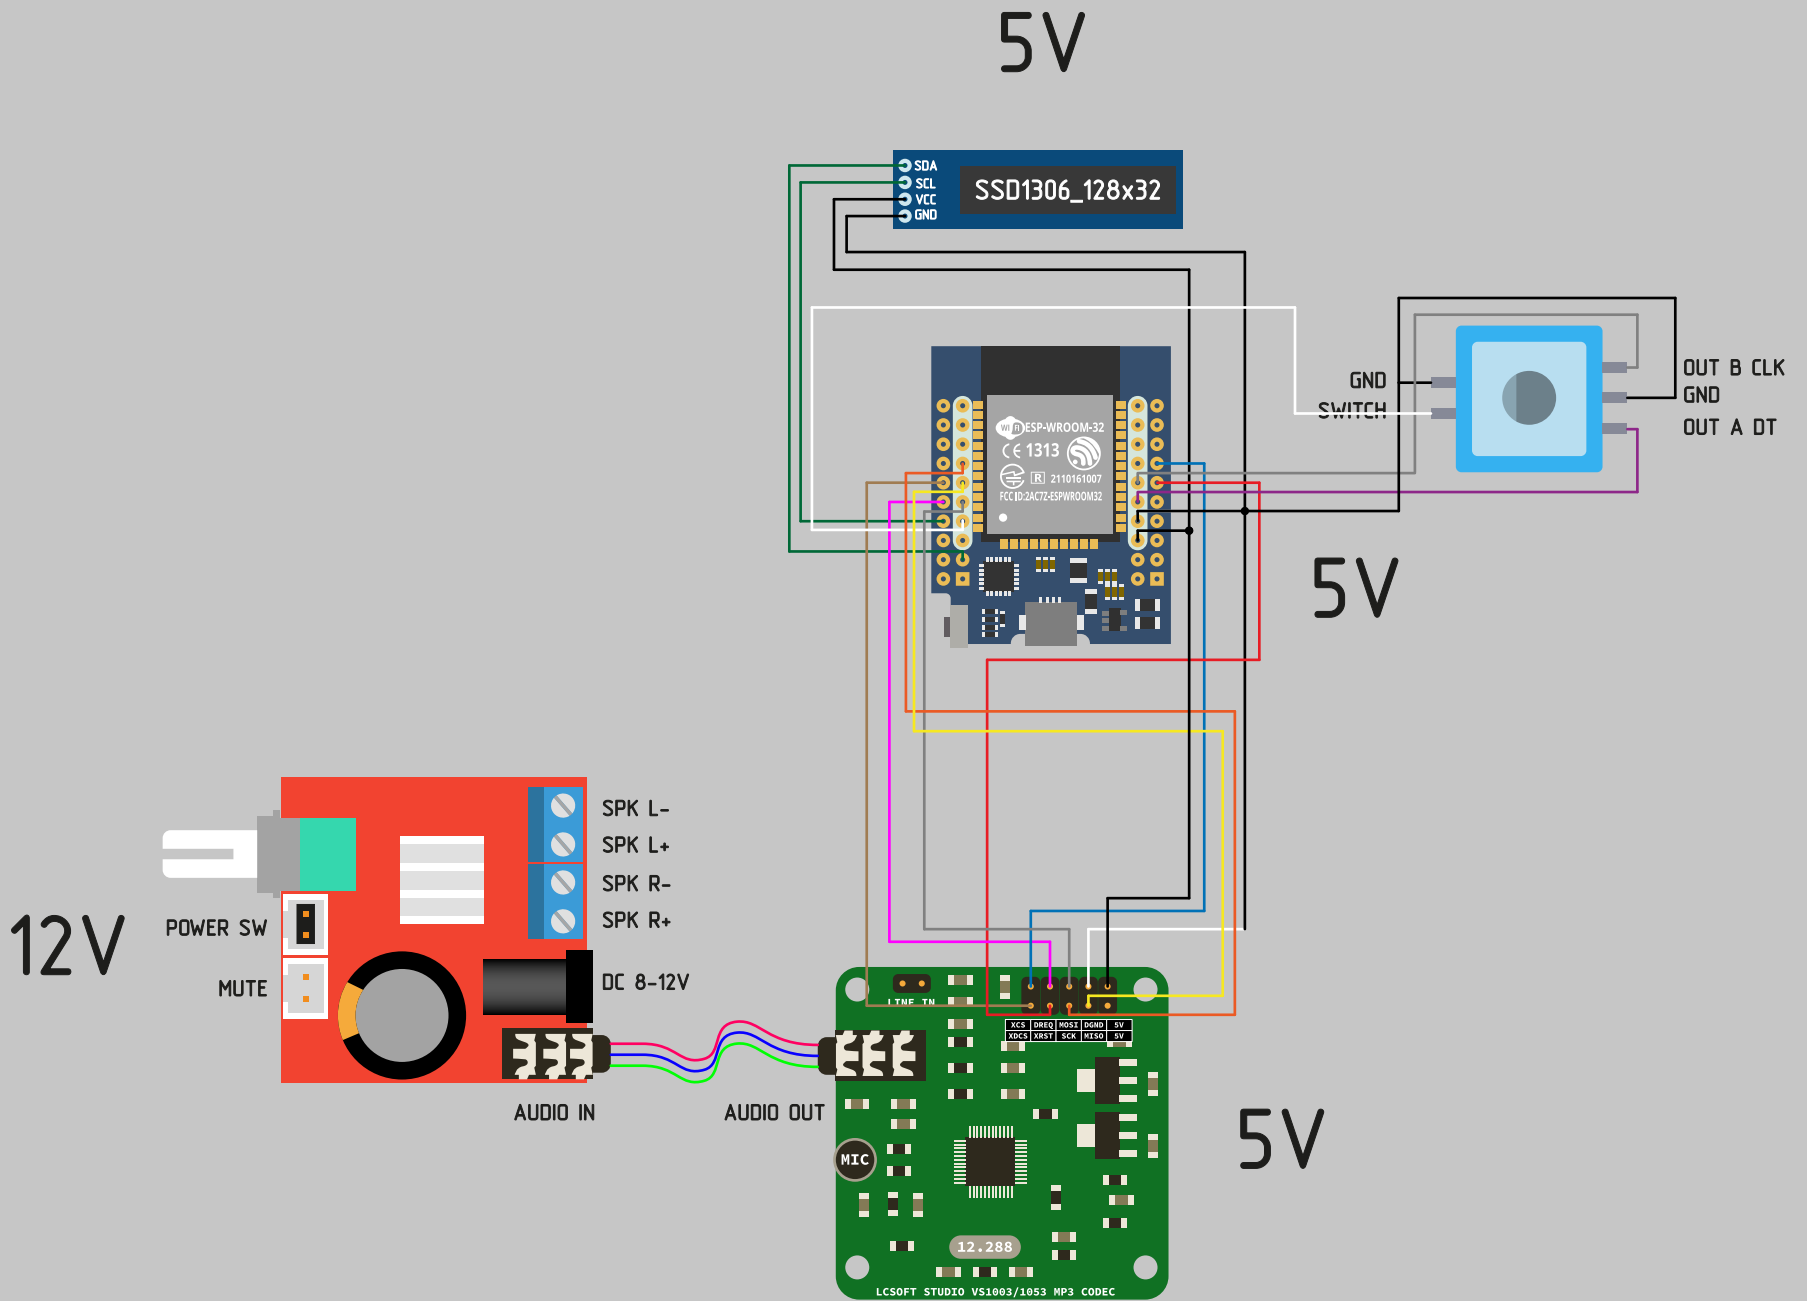 5V
SDA
SCL
VCC
GND
SSD1306_128x32
GND
SWITCH
OUT B CLK
GND
OUT A DT
WI FI
ESP-WROOM-32
CE 1313
R 2110161007
FCC ID:2AC7Z-ESPWROOM32
5V
SPK L-
SPK L+
SPK R-
SPK R+
12V
POWER SW
MUTE
DC 8-12V
AUDIO IN
AUDIO OUT
LINE IN
XCS DREQ MOSI DGND 5V
XDCS XRST SCK MISO 5V
5V
MIC
12.288
LCSOFT STUDIO VS1003/1053 MP3 CODEC